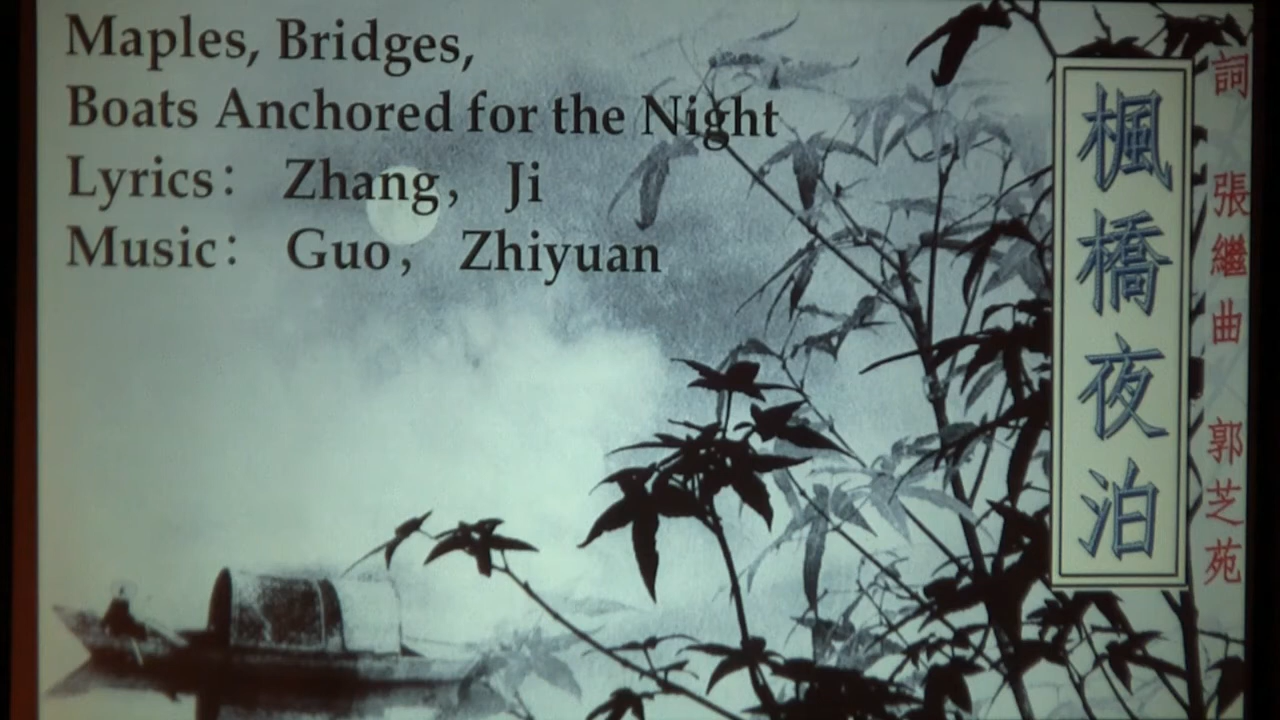 Maples, Bridges,
Boats Anchored for the Night
Lyrics： Zhang， Ji
Music： Guo， Zhiyuan
楓橋夜泊
詞 張繼 曲 郭芝苑